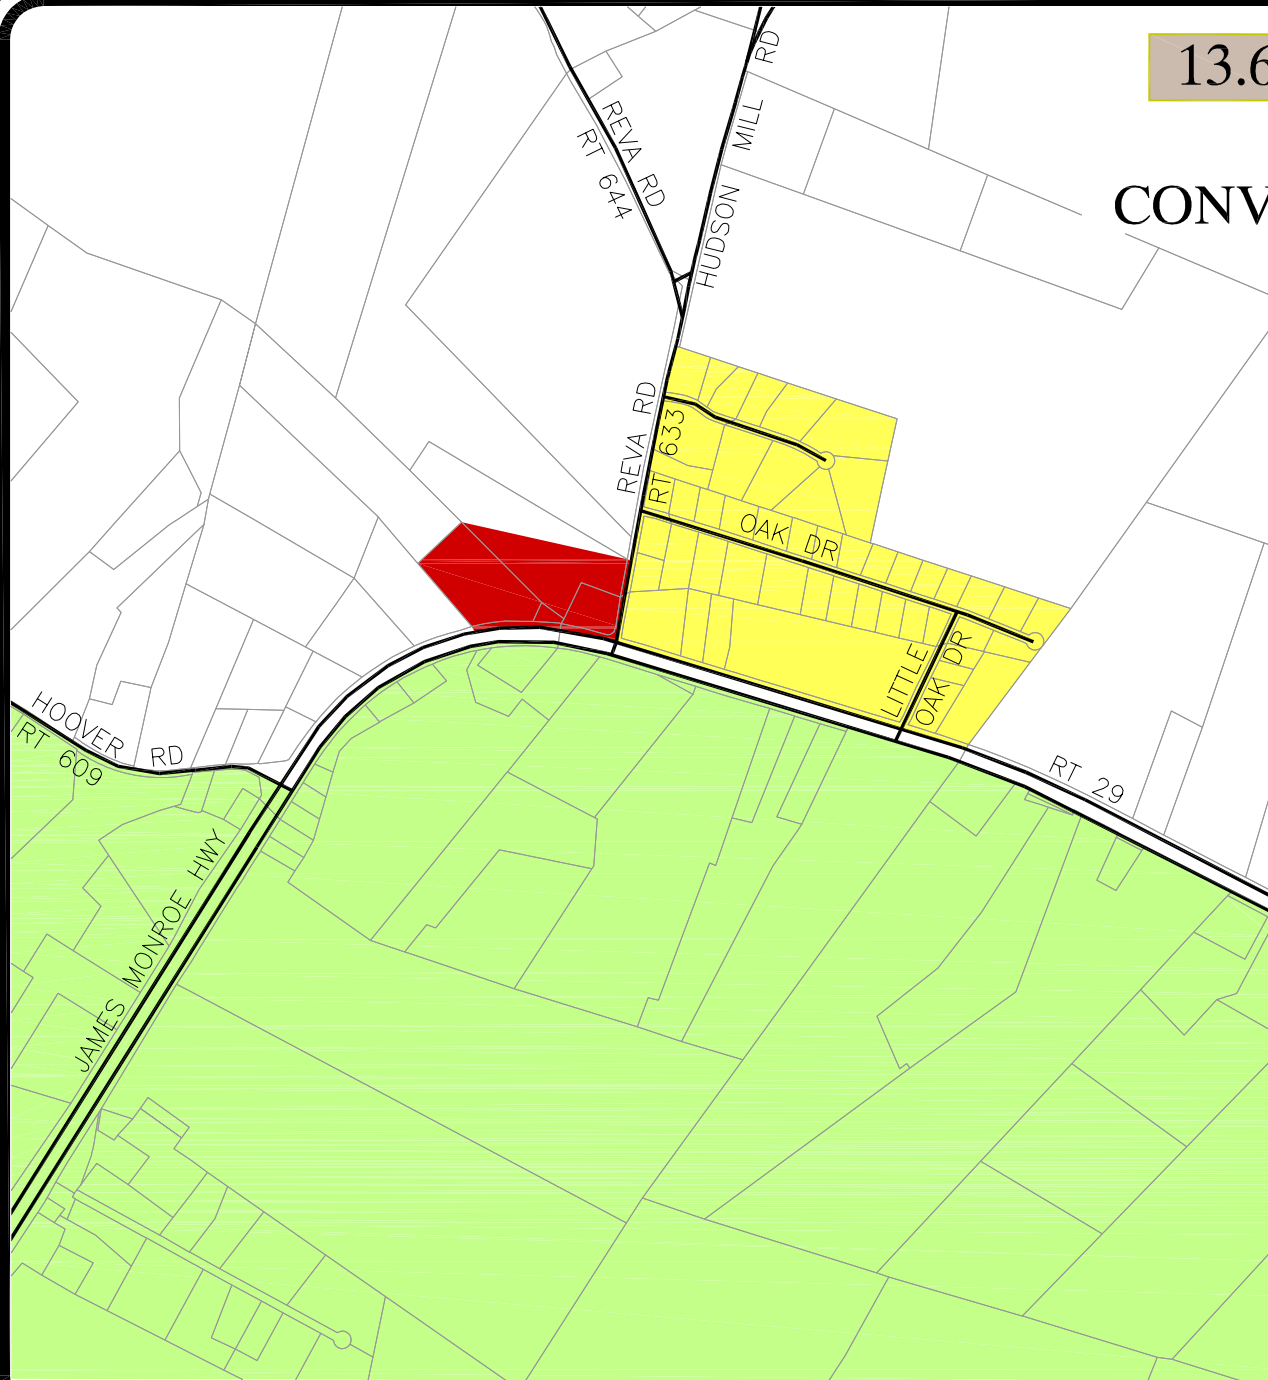 13.6
CONV
RD
MILL
HUDSON
REVA RD
RT 644
REVA RD
RT 633
OAK DR
LITTLE
OAK DR
RT 29
HOOVER RD
RT 609
JAMES MONROE HWY